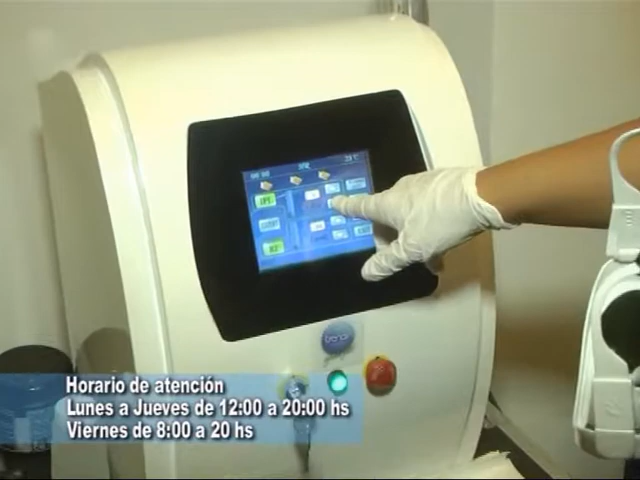 Horario de atención
Lunes a Jueves de 12:00 a 20:00 hs
Viernes de 8:00 a 20 hs